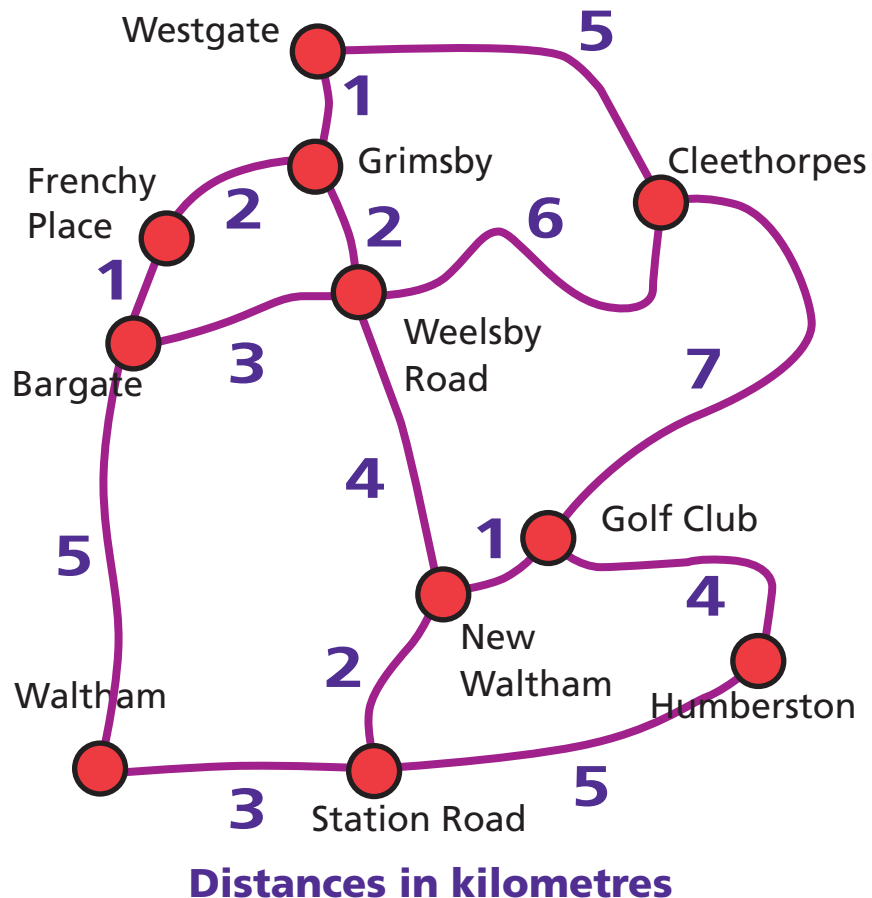 Westgate
5
1
Grimsby
Cleethorpes
Frenchy
Place
2
2
6
1
Weelsby
Road
3
Bargate
7
4
Golf Club
1
5
4
New
Waltham
2
Waltham
Humberston
3
5
Station Road
Distances in kilometres